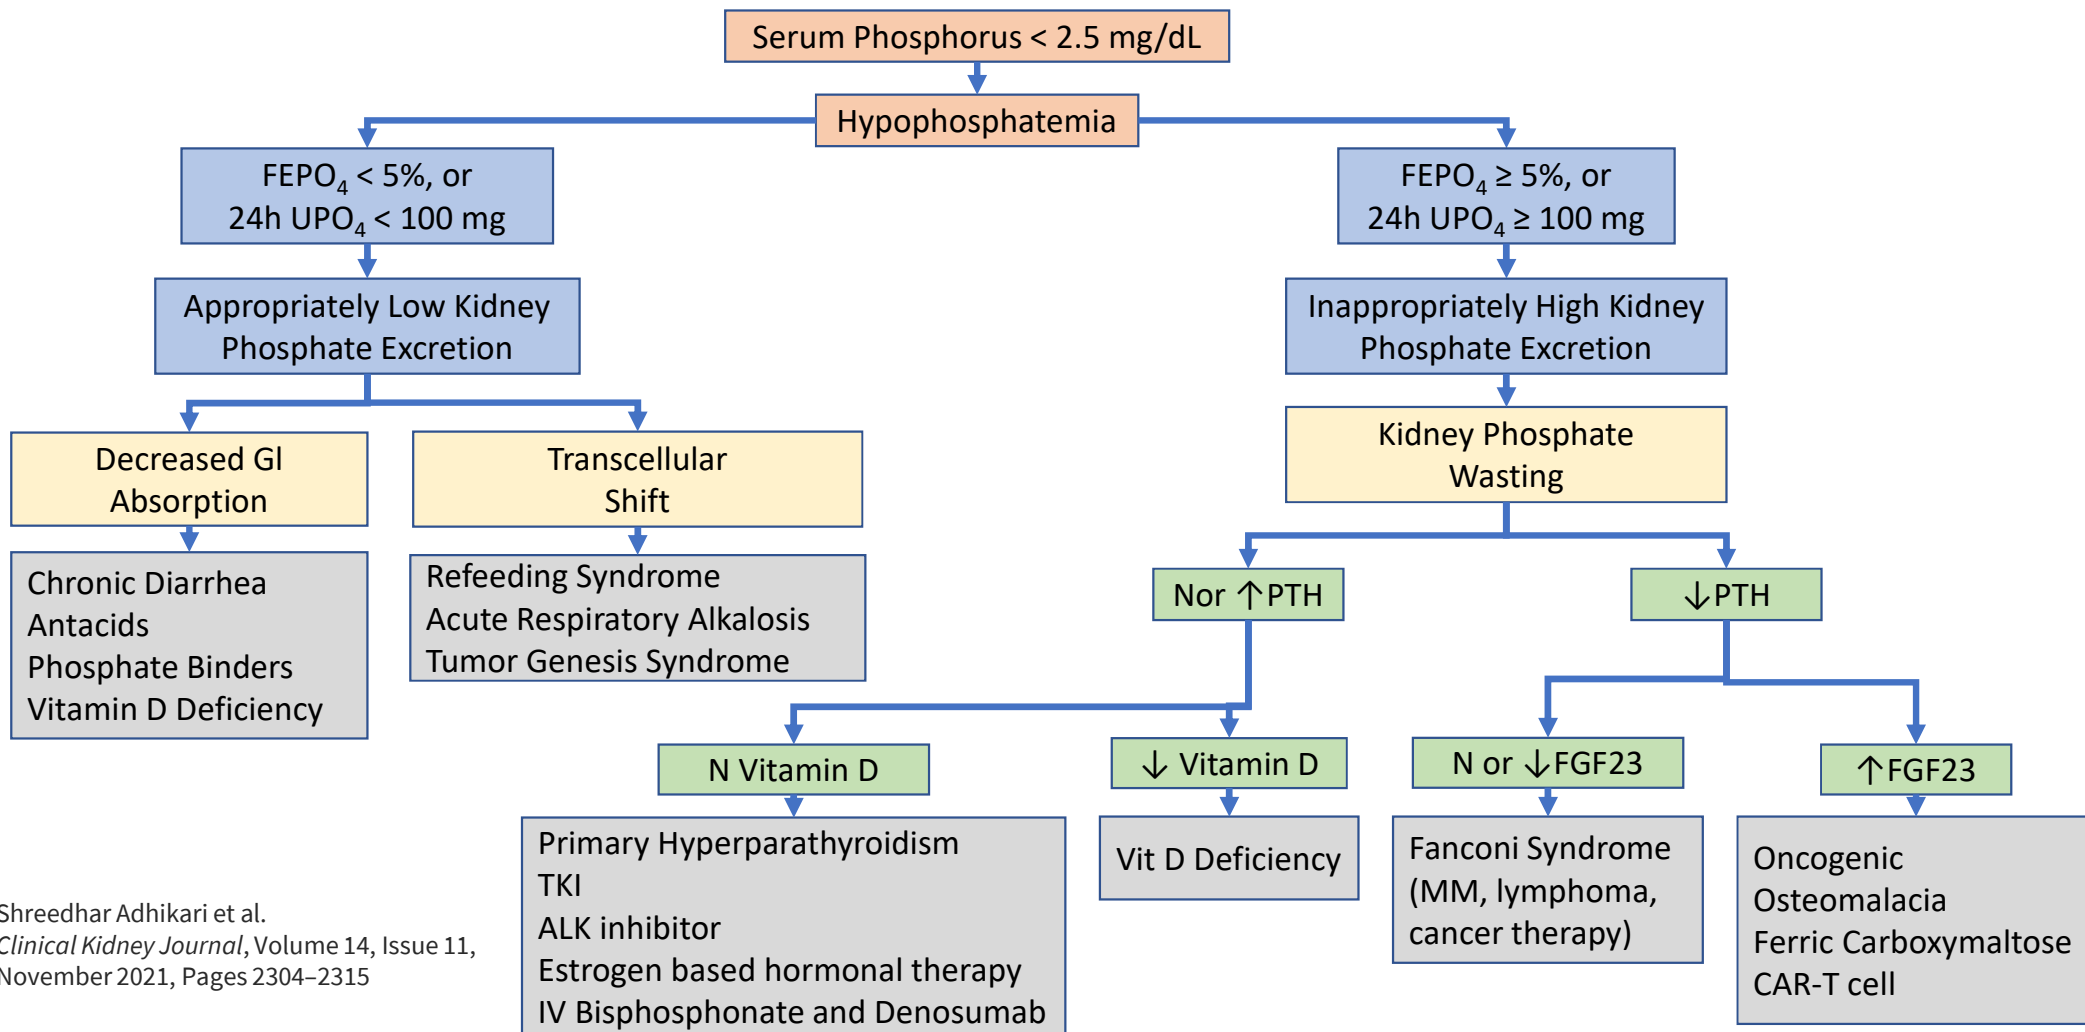 Serum Phosphorus < 2.5 mg/dL
Hypophosphatemia
FEPO₄ < 5%, or
24h UPO₄ < 100 mg
FEPO₄ ≥ 5%, or
24h UPO₄ ≥ 100 mg
Appropriately Low Kidney
Phosphate Excretion
Inappropriately High Kidney
Phosphate Excretion
Decreased Gl
Absorption
Transcellular
Shift
Kidney Phosphate
Wasting
Chronic Diarrhea
Antacids
Phosphate Binders
Vitamin D Deficiency
Refeeding Syndrome
Acute Respiratory Alkalosis
Tumor Genesis Syndrome
Nor ↑PTH
↓PTH
N Vitamin D
↓ Vitamin D
N or ↓FGF23
↑FGF23
Primary Hyperparathyroidism
TKI
ALK inhibitor
Estrogen based hormonal therapy
IV Bisphosphonate and Denosumab
Vit D Deficiency
Fanconi Syndrome
(MM, lymphoma,
cancer therapy)
Oncogenic
Osteomalacia
Ferric Carboxymaltose
CAR-T cell
Shreedhar Adhikari et al.
Clinical Kidney Journal, Volume 14, Issue 11,
November 2021, Pages 2304–2315